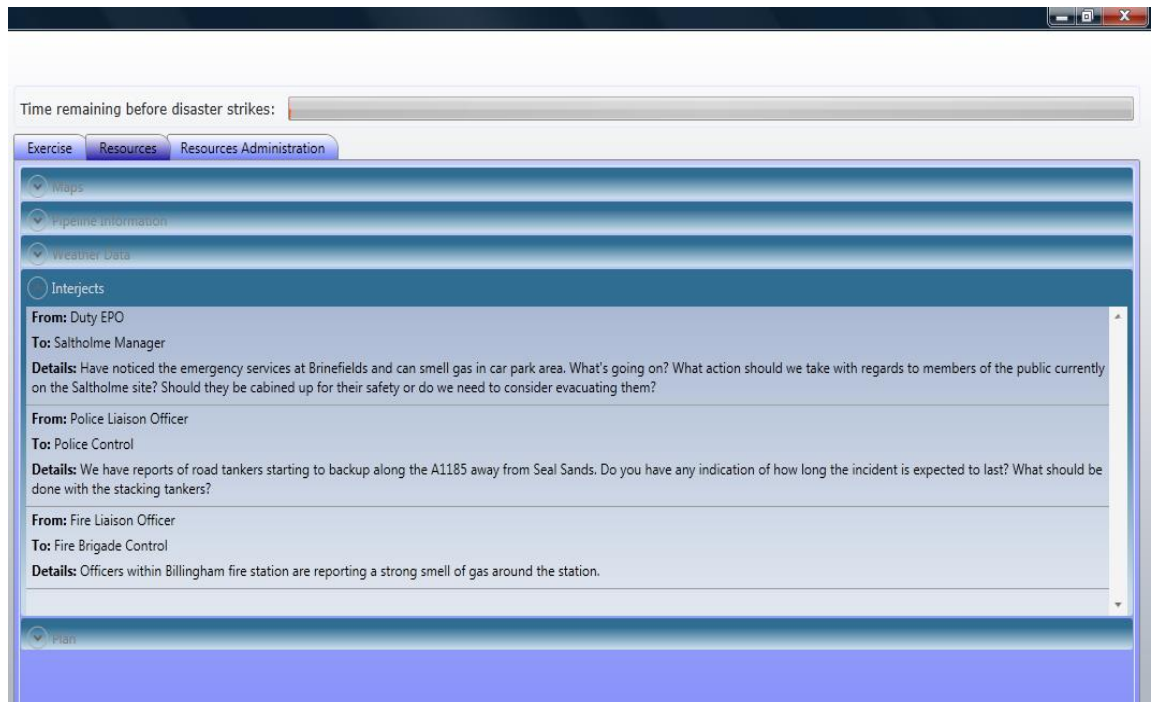 Time remaining before disaster strikes:
Exercise Resources Resources Administration
Maps
Pipeline Information
Weather Data
Interjects
From: Duty EPO
To: Saltholme Manager
Details: Have noticed the emergency services at Brinefields and can smell gas in car park area. What's going on? What action should we take with regards to members of the public currently
on the Saltholme site? Should they be cabined up for their safety or do we need to consider evacuating them?
From: Police Liaison Officer
To: Police Control
Details: We have reports of road tankers starting to backup along the A1185 away from Seal Sands. Do you have any indication of how long the incident is expected to last? What should be
done with the stacking tankers?
From: Fire Liaison Officer
To: Fire Brigade Control
Details: Officers within Billingham fire station are reporting a strong smell of gas around the station.
Plan